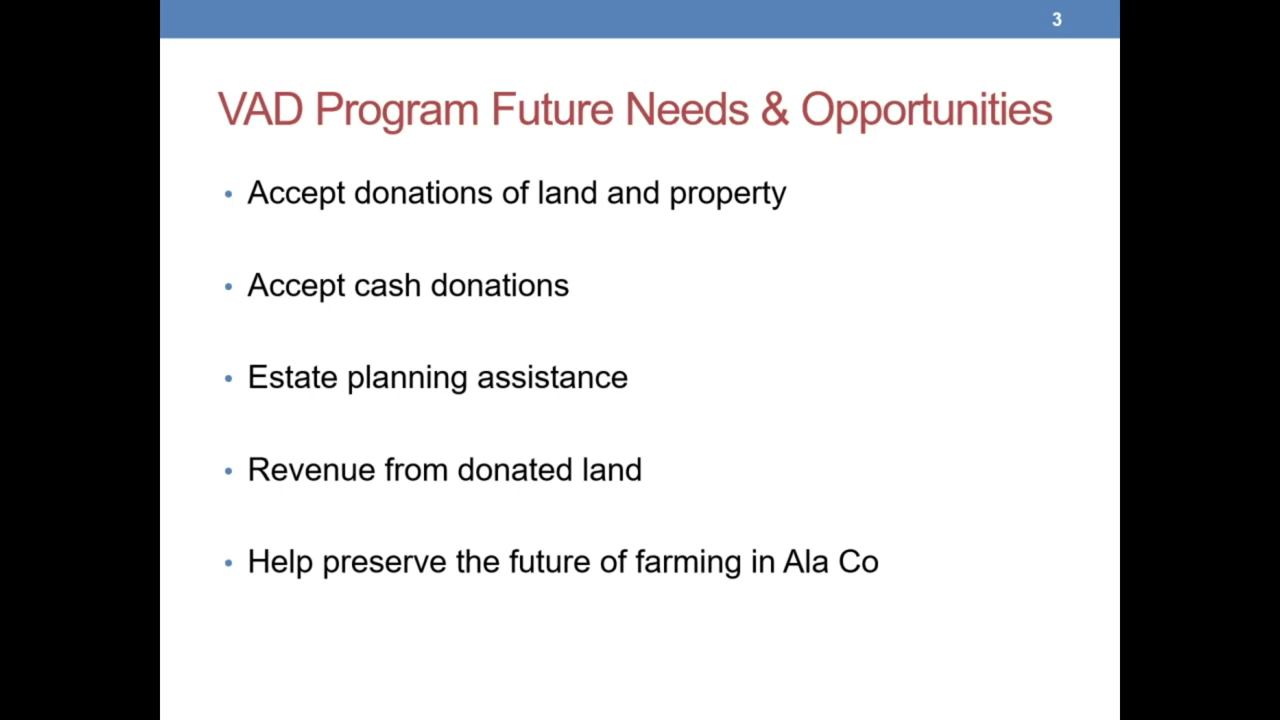 3
VAD Program Future Needs & Opportunities
• Accept donations of land and property
• Accept cash donations
• Estate planning assistance
• Revenue from donated land
• Help preserve the future of farming in Ala Co